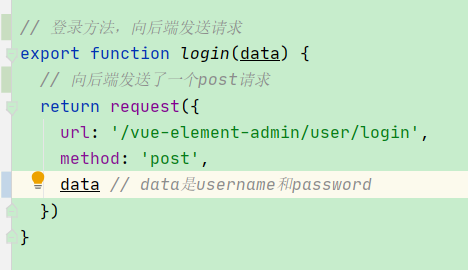 // 登录方法，向后端发送请求
export function login(data) {
// 向后端发送了一个post请求
return request({
url: '/vue-element-admin/user/login',
method: 'post',
data // data是username和password
})
}